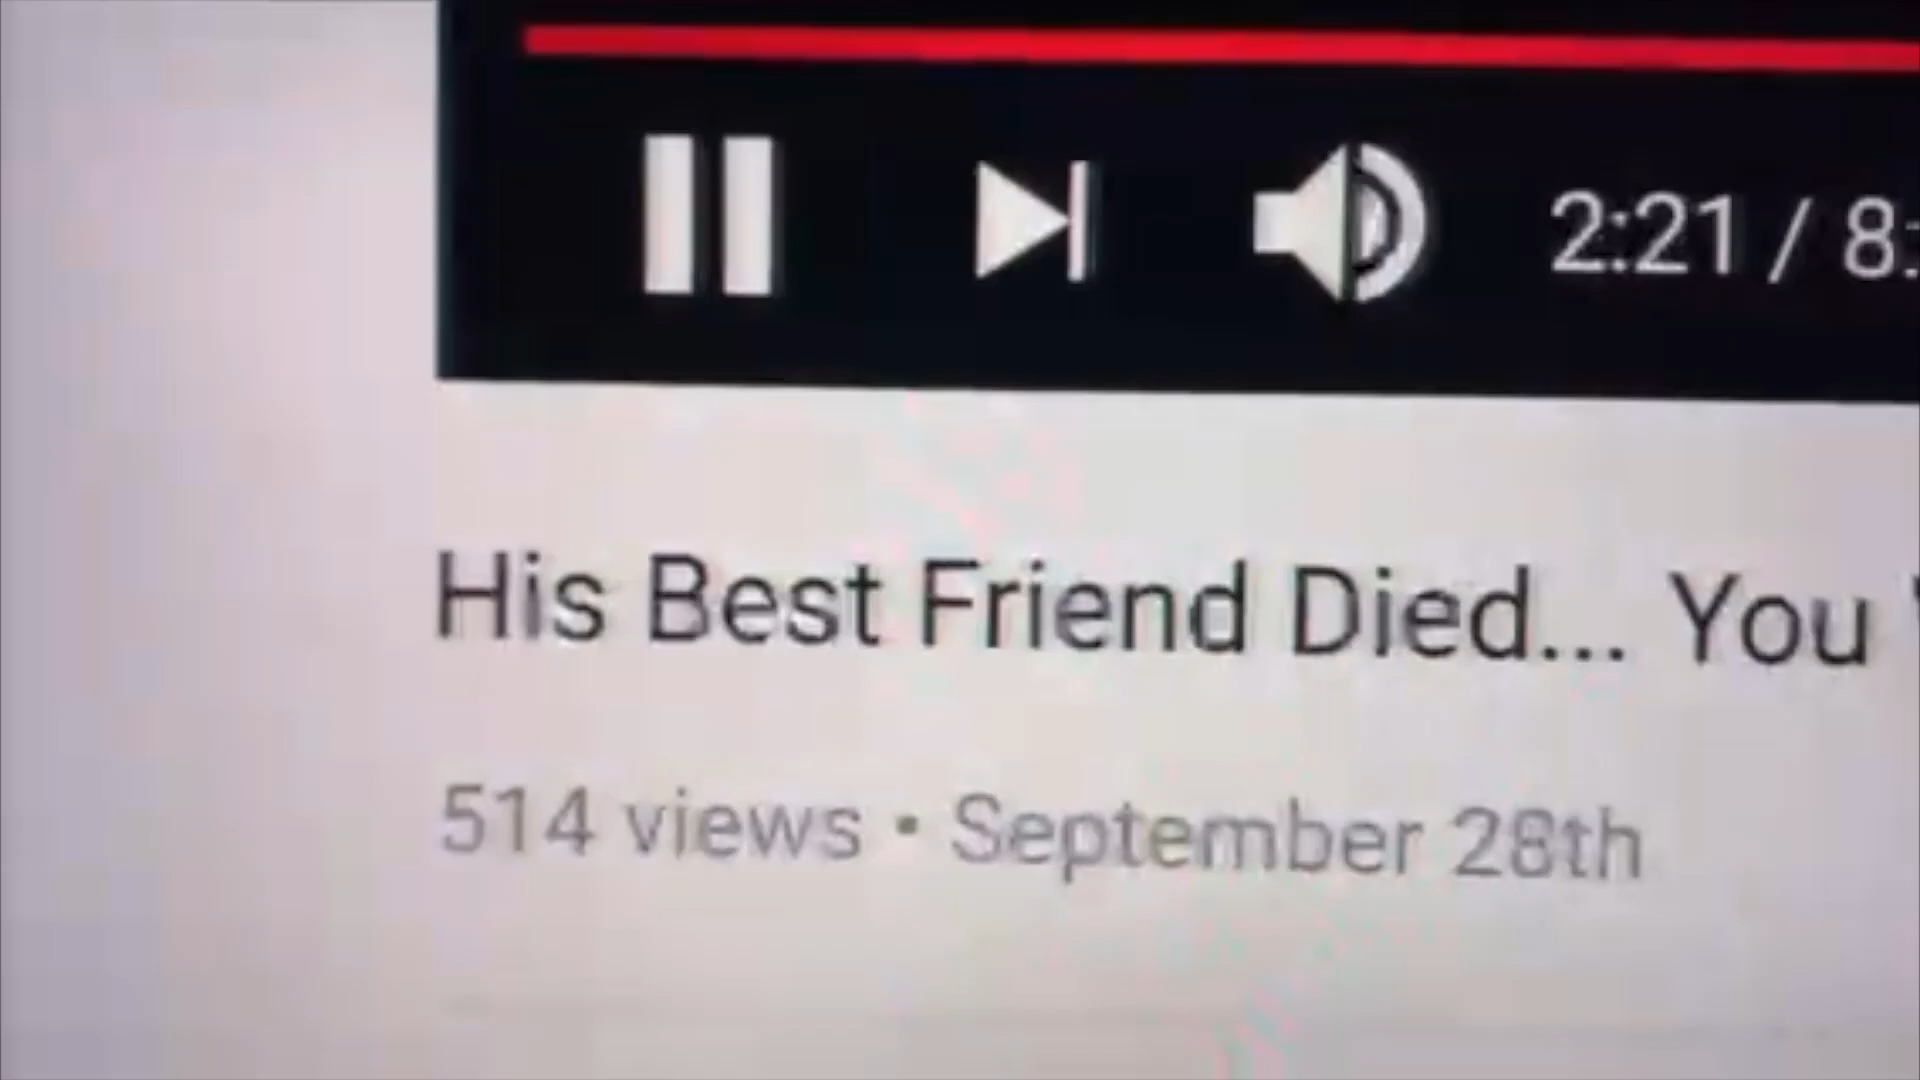 2:21 / 8:
His Best Friend Died... You
514 views • September 28th